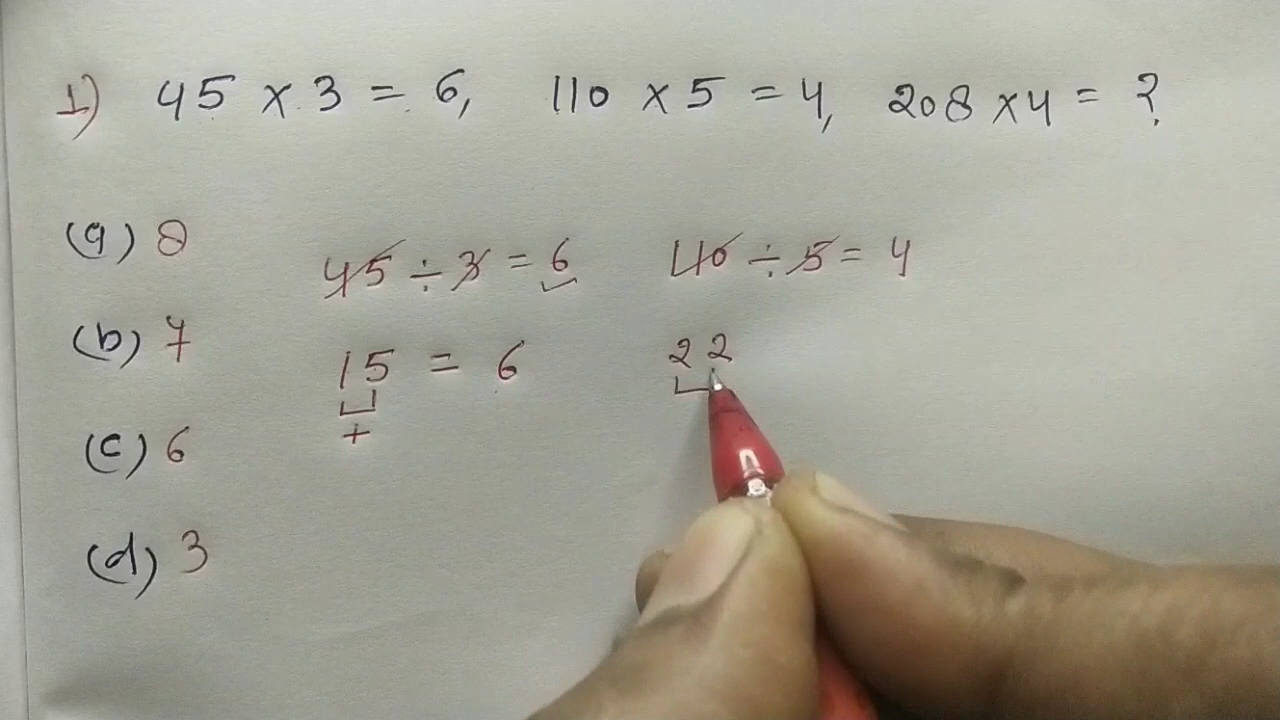 1) 45 × 3 = 6, 110 × 5 = 4, 208 × 4 = ?
(a) 8
45 ÷ 3 = 6 110 ÷ 5 = 4
(b) 7
15 = 6 22
+
(c) 6
(d) 3